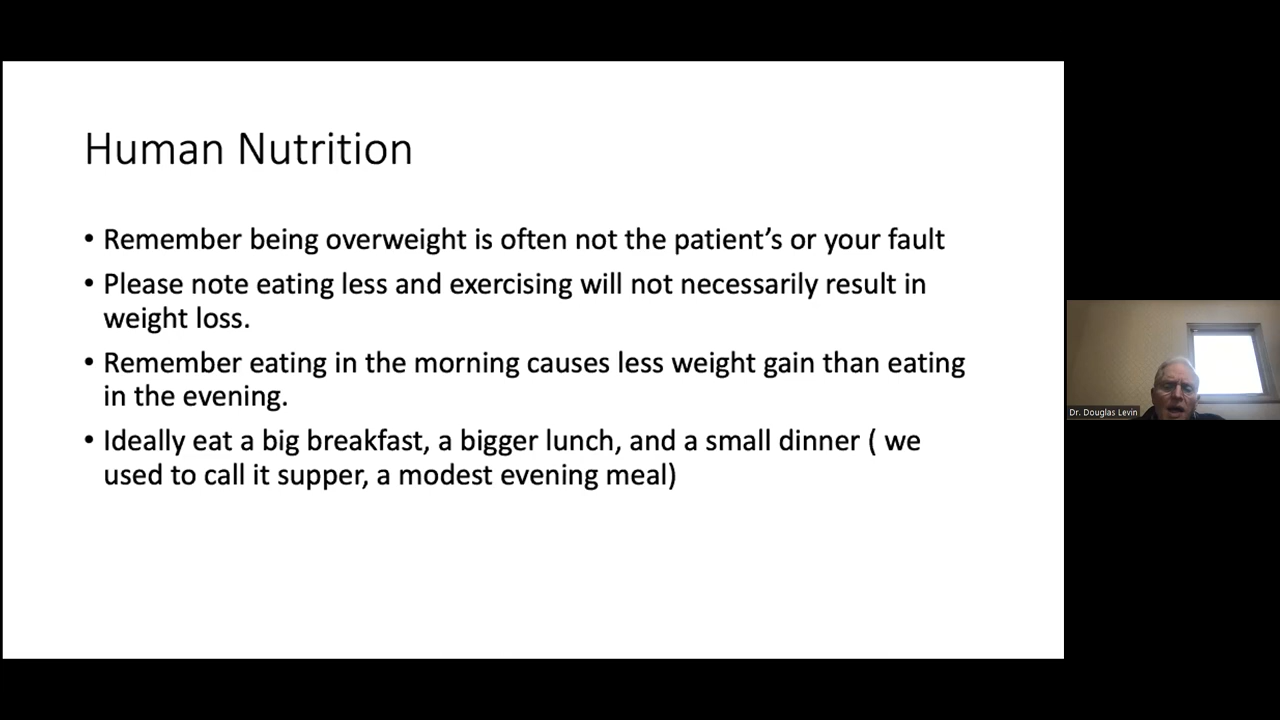 Human Nutrition
• Remember being overweight is often not the patient's or your fault
• Please note eating less and exercising will not necessarily result in
weight loss.
• Remember eating in the morning causes less weight gain than eating
in the evening.
• Ideally eat a big breakfast, a bigger lunch, and a small dinner ( we
used to call it supper, a modest evening meal)
Dr. Douglas Levin